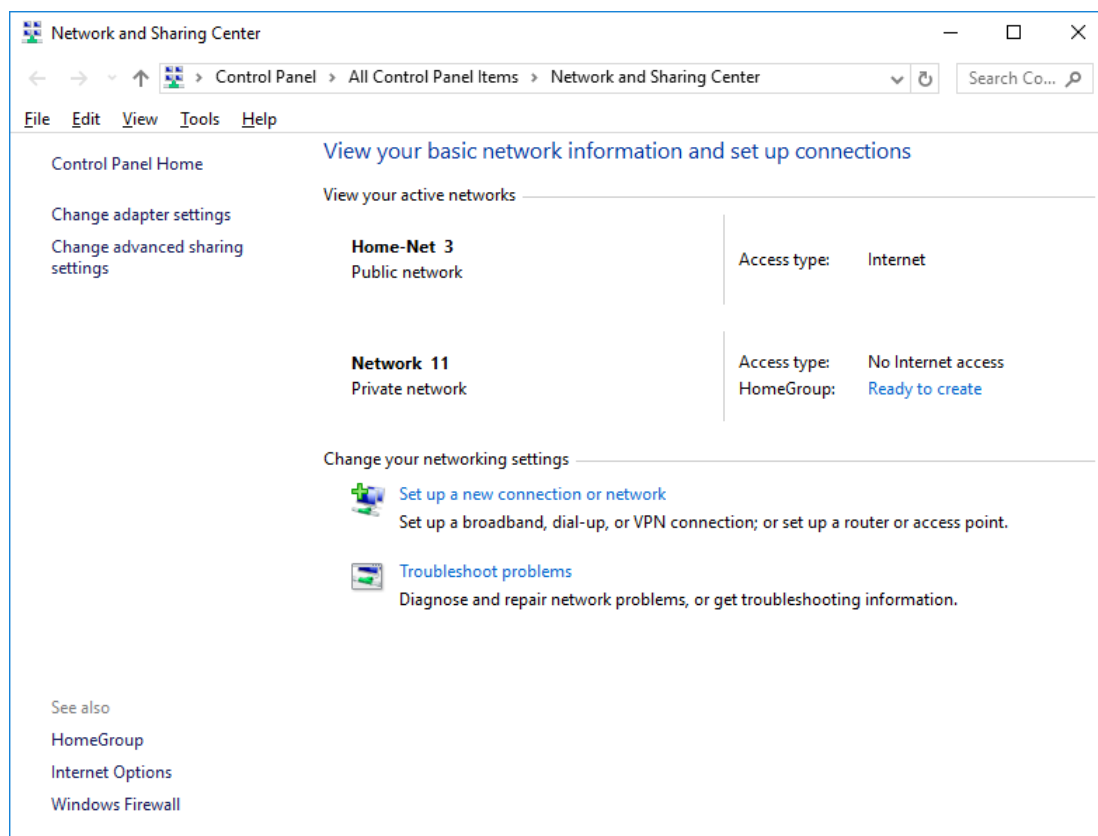 Network and Sharing Center
Control Panel > All Control Panel Items > Network and Sharing Center
Search Co...
File Edit View Tools Help
Control Panel Home
Change adapter settings
Change advanced sharing
settings
View your basic network information and set up connections
View your active networks
Home-Net 3
Public network
Access type: Internet
Network 11
Private network
Access type: No Internet access
HomeGroup: Ready to create
Change your networking settings
Set up a new connection or network
Set up a broadband, dial-up, or VPN connection; or set up a router or access point.
Troubleshoot problems
Diagnose and repair network problems, or get troubleshooting information.
See also
HomeGroup
Internet Options
Windows Firewall